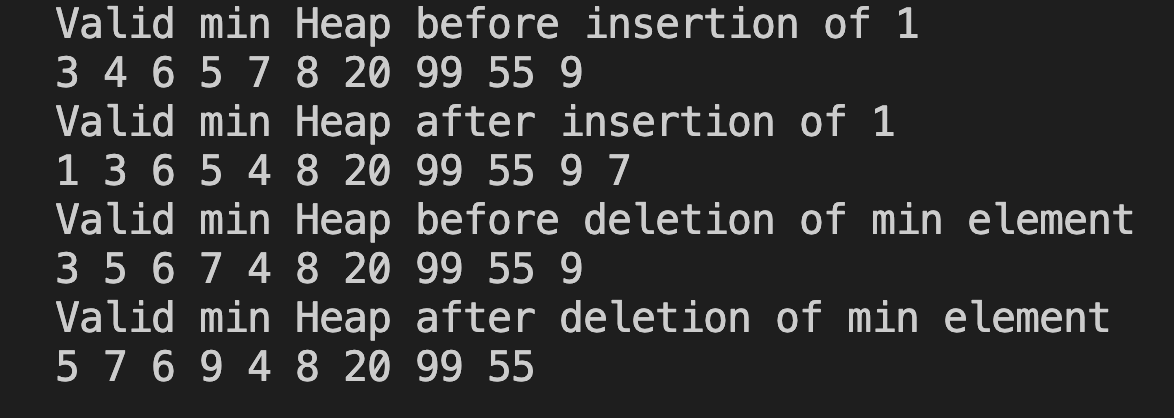 Valid min Heap before insertion of 1
3 4 6 5 7 8 20 99 55 9
Valid min Heap after insertion of 1
1 3 6 5 4 8 20 99 55 9 7
Valid min Heap before deletion of min element
3 5 6 7 4 8 20 99 55 9
Valid min Heap after deletion of min element
5 7 6 9 4 8 20 99 55